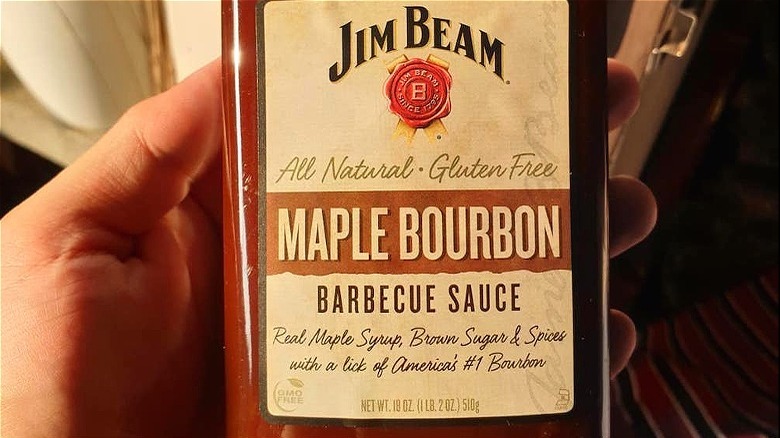 JIM BEAM
JIM BEAM
B
SINCE 1795
All Natural · Gluten Free
MAPLE BOURBON
BARBECUE SAUCE
Real Maple Syrup, Brown Sugar & Spices
with a lick of America's #1 Bourbon
GMO
FREE
NET WT. 18 OZ. (1 LB. 2 OZ.) 510g